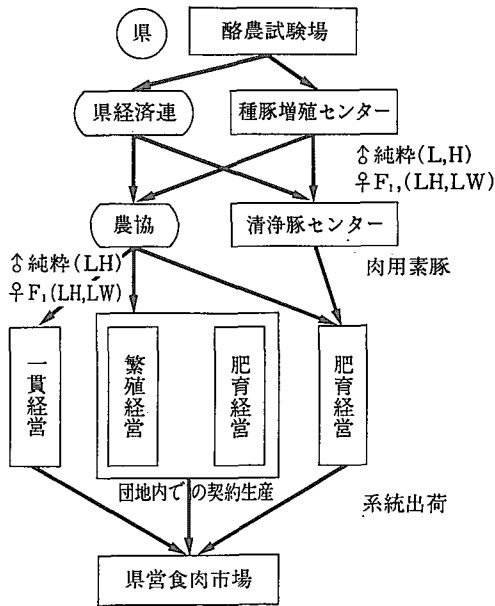 県
酪農試験場
県経済連
種豚増殖センター
♂純粋(L,H)
♀F₁,(LH,LW)
農協
清浄豚センター
♂純粋(LH)
♀F₁(LH,LW)
肉用素豚
一貫経営
繁殖経営
肥育経営
肥育経営
団地内での契約生産
系統出荷
県営食肉市場